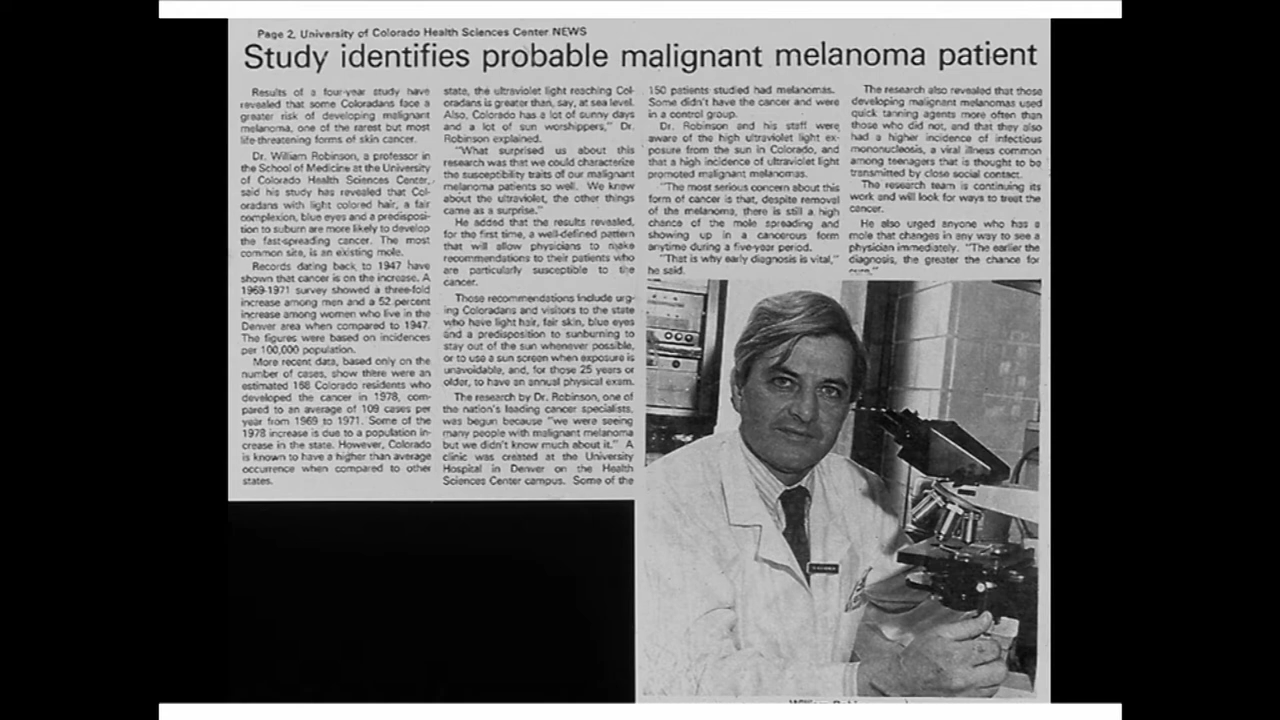 Page 2, University of Colorado Health Sciences Center NEWS
Study identifies probable malignant melanoma patient
Results of a four-year study have
revealed that some Coloradans face a
greater risk of developing malignant
melanoma, one of the rarest but most
life-threatening forms of skin cancer.
Dr. William Robinson, a professor in
the School of Medicine at the University
of Colorado Health Sciences Center,
said his study has revealed that Col-
oradans with light colored hair, a fair
complexion, blue eyes and a predisposi-
tion to suburn are more likely to develop
the fast-spreading cancer. The most
common site, is an existing mole.
Records dating back to 1947 have
shown that cancer is on the increase. A
1969-1971 survey showed a three-fold
increase among men and a 52 percent
increase among women who live in the
Denver area when compared to 1947.
The figures were based on incidences
per 100,000 population.
More recent data, based only on the
number of cases, show there were an
estimated 168 Colorado residents who
developed the cancer in 1978, com-
pared to an average of 109 cases per
year from 1969 to 1971. Some of the
1978 increase is due to a population in-
crease in the state. However, Colorado
is known to have a higher than average
occurrence when compared to other
states.
state, the ultraviolet light reaching Col-
oradans is greater than, say, at sea level.
Also, Colorado has a lot of sunny days
and a lot of sun worshippers," Dr.
Robinson explained.
"What surprised us about this
research was that we could characterize
the susceptibility traits of our malignant
melanoma patients so well. We knew
about the ultraviolet, the other things
came as a surprise."
He added that the results revealed,
for the first time, a well-defined pattern
that will allow physicians to make
recommendations to their patients who
are particularly susceptible to the
cancer.
Those recommendations include urg-
ing Coloradans and visitors to the state
who have light hair, fair skin, blue eyes
and a predisposition to sunburning to
stay out of the sun whenever possible,
or to use a sun screen when exposure is
unavoidable, and, for those 25 years or
older, to have an annual physical exam.
The research by Dr. Robinson, one of
the nation's leading cancer specialists,
was begun because "we were seeing
many people with malignant melanoma
but we didn't know much about it." A
clinic was created at the University
Hospital in Denver on the Health
Sciences Center campus. Some of the
150 patients studied had melanomas.
Some didn't have the cancer and were
in a control group.
Dr. Robinson and his staff were
aware of the high ultraviolet light ex-
posure from the sun in Colorado, and
that a high incidence of ultraviolet light
promoted malignant melanomas.
"The most serious concern about this
form of cancer is that, despite removal
of the melanoma, there is still a high
chance of the mole spreading and
showing up in a cancerous form
anytime during a five-year period.
"That is why early diagnosis is vital,"
he said.
The research also revealed that those
developing malignant melanomas used
quick tanning agents more often than
those who did not, and that they also
had a higher incidence of infectious
mononucleosis, a viral illness common
among teenagers that is thought to be
transmitted by close social contact.
The research team is continuing its
work and will look for ways to treat the
cancer.
He also urged anyone who has a
mole that changes in any way to see a
physician immediately. "The earlier the
diagnosis, the greater the chance for
cure."